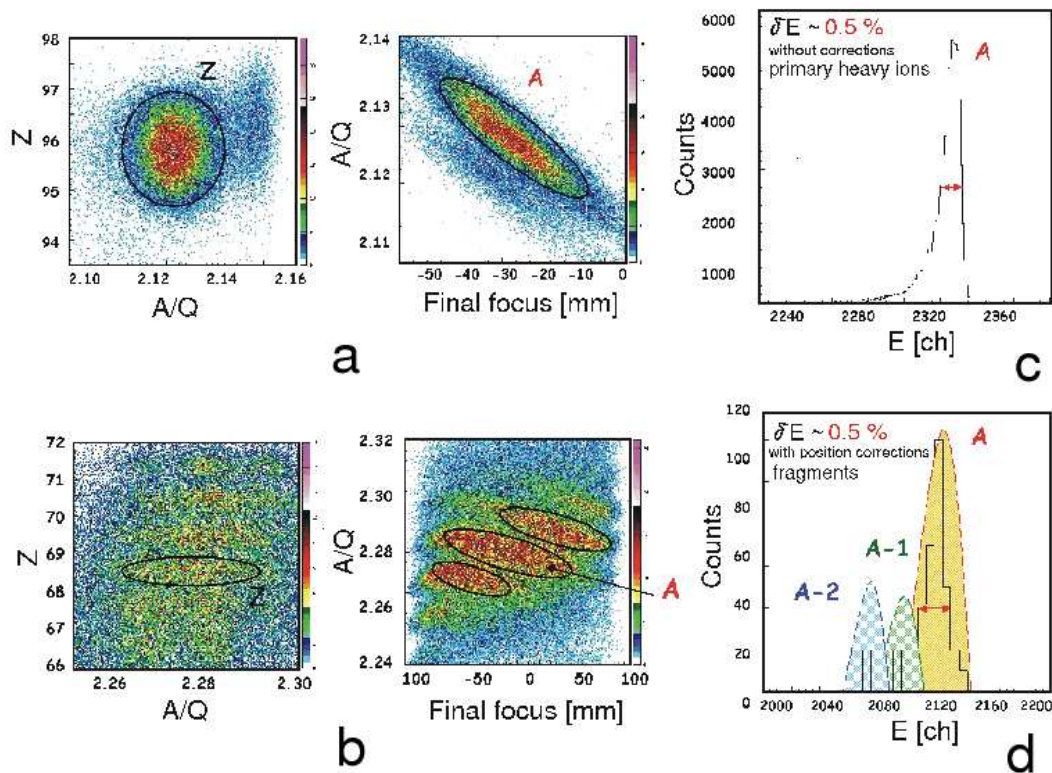 98
97
96
95
94
Z
Z
2.10 2.12 2.14 2.16
A/Q
2.14
2.13
2.12
2.11
A/Q
A
-50 -40 -30 -20 -10 0
Final focus [mm]
a
6000
5000
4000
3000
2000
1000
Counts
δE ~ 0.5 %
without corrections
primary heavy ions
A
2240 2280 2320 2360
E [ch]
c
72
71
70
69
68
67
66
Z
Z
2.26 2.28 2.30
A/Q
2.32
2.30
2.28
2.26
2.24
A/Q
A
100 -50 0 50 100
Final focus [mm]
b
120
100
80
60
40
20
0
Counts
δE ~ 0.5 %
with position corrections
fragments
A
A-1
A-2
2000 2040 2080 2120 2160 2200
E [ch]
d